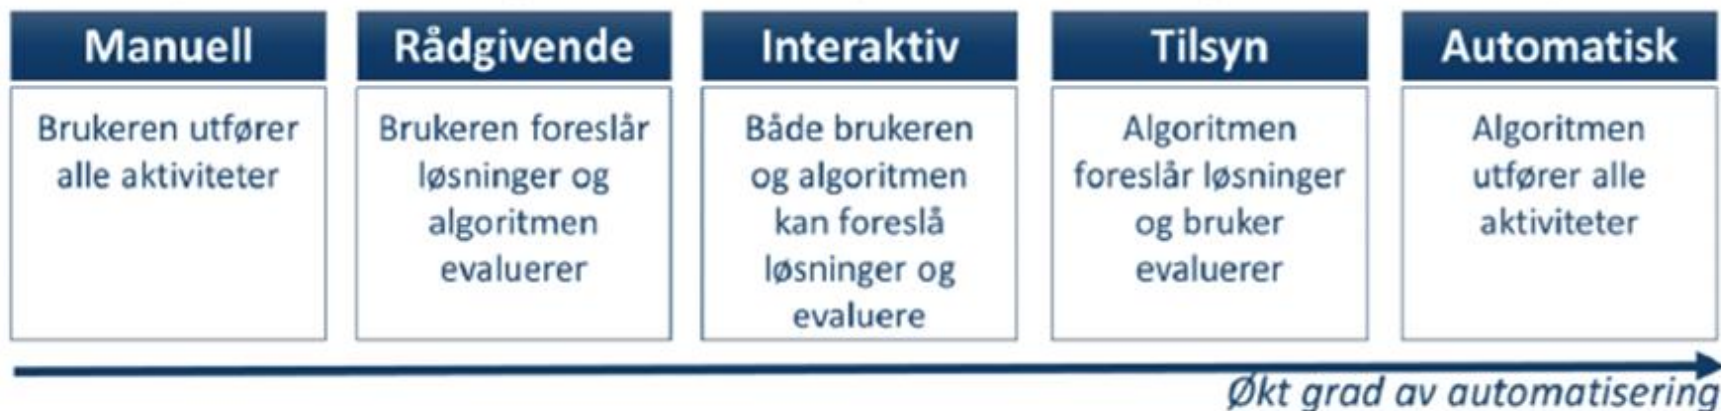 Manuell
Brukeren utfører
alle aktiviteter
Rådgivende
Brukeren foreslår
løsninger og
algoritmen
evaluerer
Interaktiv
Både brukeren
og algoritmen
kan foreslå
løsninger og
evaluere
Tilsyn
Algoritmen
foreslår løsninger
og bruker
evaluerer
Automatisk
Algoritmen
utfører alle
aktiviteter
Økt grad av automatisering